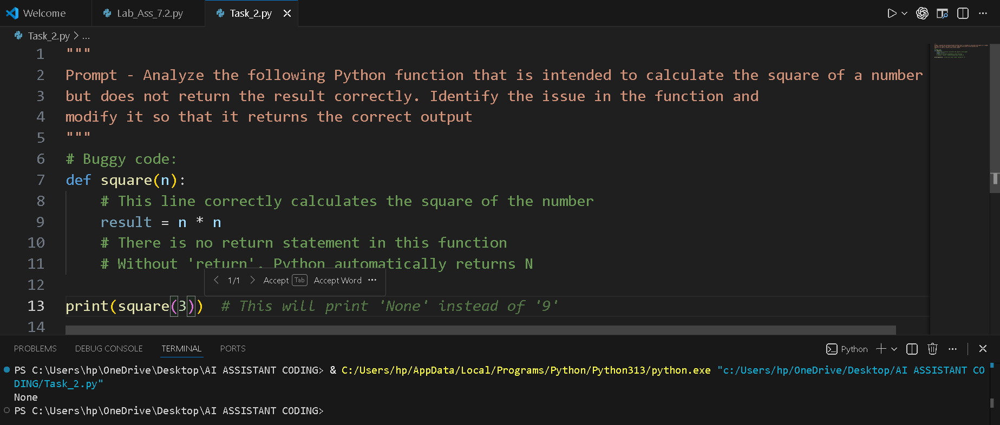 Welcome
Lab_Ass_7.2.py
Task_2.py
Task_2.py > ...
1 """
2 Prompt - Analyze the following Python function that is intended to calculate the square of a number
3 but does not return the result correctly. Identify the issue in the function and
4 modify it so that it returns the correct output
5 """
6 # Buggy code:
7 def square(n):
8 # This line correctly calculates the square of the number
9 result = n * n
10 # There is no return statement in this function
11 # Without 'return', Python automatically returns N
< 1/1 > Accept Tab Accept Word ...
12
13 print(square(3)) # This will print 'None' instead of '9'
14
PROBLEMS DEBUG CONSOLE TERMINAL PORTS
Python
PS C:\Users\hp\OneDrive\Desktop\AI ASSISTANT CODING> & C:/Users/hp/AppData/Local/Programs/Python/Python313/python.exe "c:/Users/hp/OneDrive/Desktop/AI ASSISTANT CO
DING/Task_2.py"
None
PS C:\Users\hp\OneDrive\Desktop\AI ASSISTANT CODING>